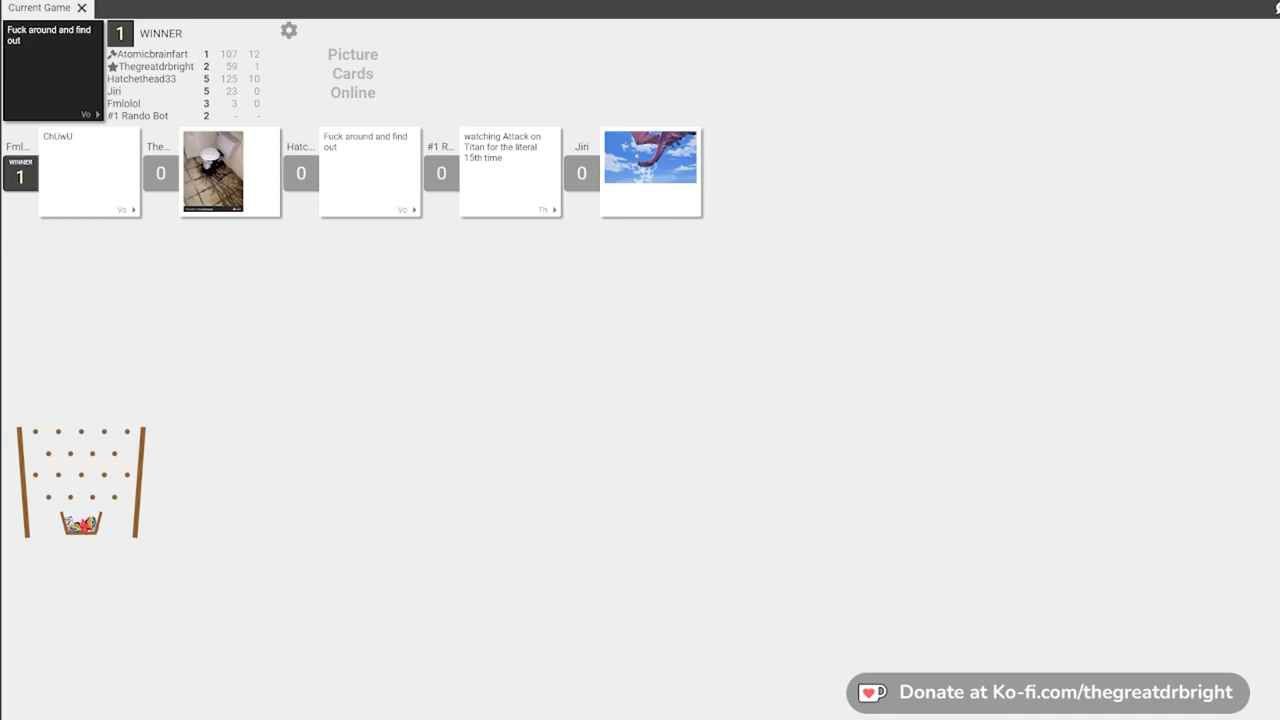 Current Game
Fuck around and find
out
Vo
1 WINNER
Atomicbrainfart 1 107 12
Thegreatdrbright 2 59 1
Hatchethead33 5 125 10
Jiri 5 23 0
Fmlolol 3 3 0
#1 Rando Bot 2 - -
Picture
Cards
Online
Fml...
WINNER
1
ChUwU
Vo
The...
0
Hatc...
0
Fuck around and find
out
Vo
#1 R...
0
watching Attack on
Titan for the literal
15th time
Th
Jiri
0
Donate at Ko-fi.com/thegreatdrbright